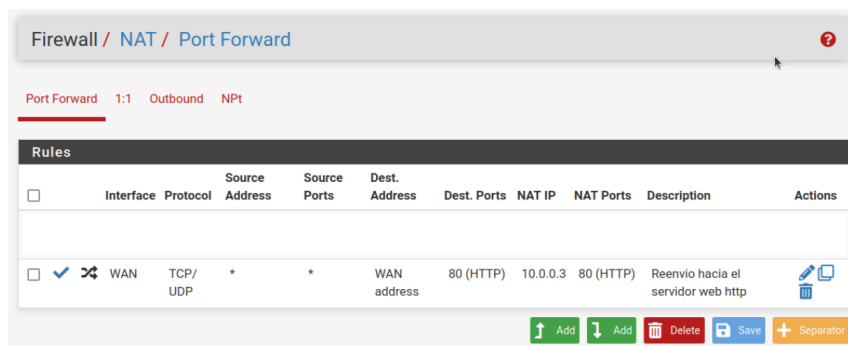 Firewall / NAT / Port Forward
Port Forward 1:1 Outbound NPt
Rules
Interface Protocol Source Address Source Ports Dest. Address Dest. Ports NAT IP NAT Ports Description Actions
WAN TCP/ * * WAN 80 (HTTP) 10.0.0.3 80 (HTTP) Reenvio hacia el
UDP address servidor web http
Add Add Delete Save Separator